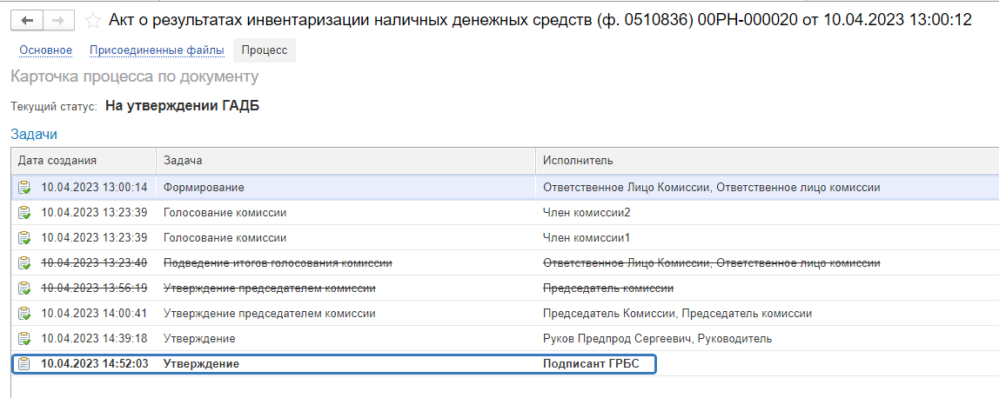 Акт о результатах инвентаризации наличных денежных средств (ф. 0510836) 00РН-000020 от 10.04.2023 13:00:12
Основное Присоединенные файлы Процесс
Карточка процесса по документу
Текущий статус: На утверждении ГАДБ
Задачи
Дата создания Задача Исполнитель
10.04.2023 13:00:14 Формирование Ответственное Лицо Комиссии, Ответственное лицо комиссии
10.04.2023 13:23:39 Голосование комиссии Член комиссии2
10.04.2023 13:23:39 Голосование комиссии Член комиссии1
10.04.2023 13:23:40 Подведение итогов голосования комиссии Ответственное Лицо Комиссии, Ответственное лицо комиссии
10.04.2023 13:56:19 Утверждение председателем комиссии Председатель комиссии
10.04.2023 14:00:41 Утверждение председателем комиссии Председатель Комиссии, Председатель комиссии
10.04.2023 14:39:18 Утверждение Руков Предпрод Сергеевич, Руководитель
10.04.2023 14:52:03 Утверждение Подписант ГРБС